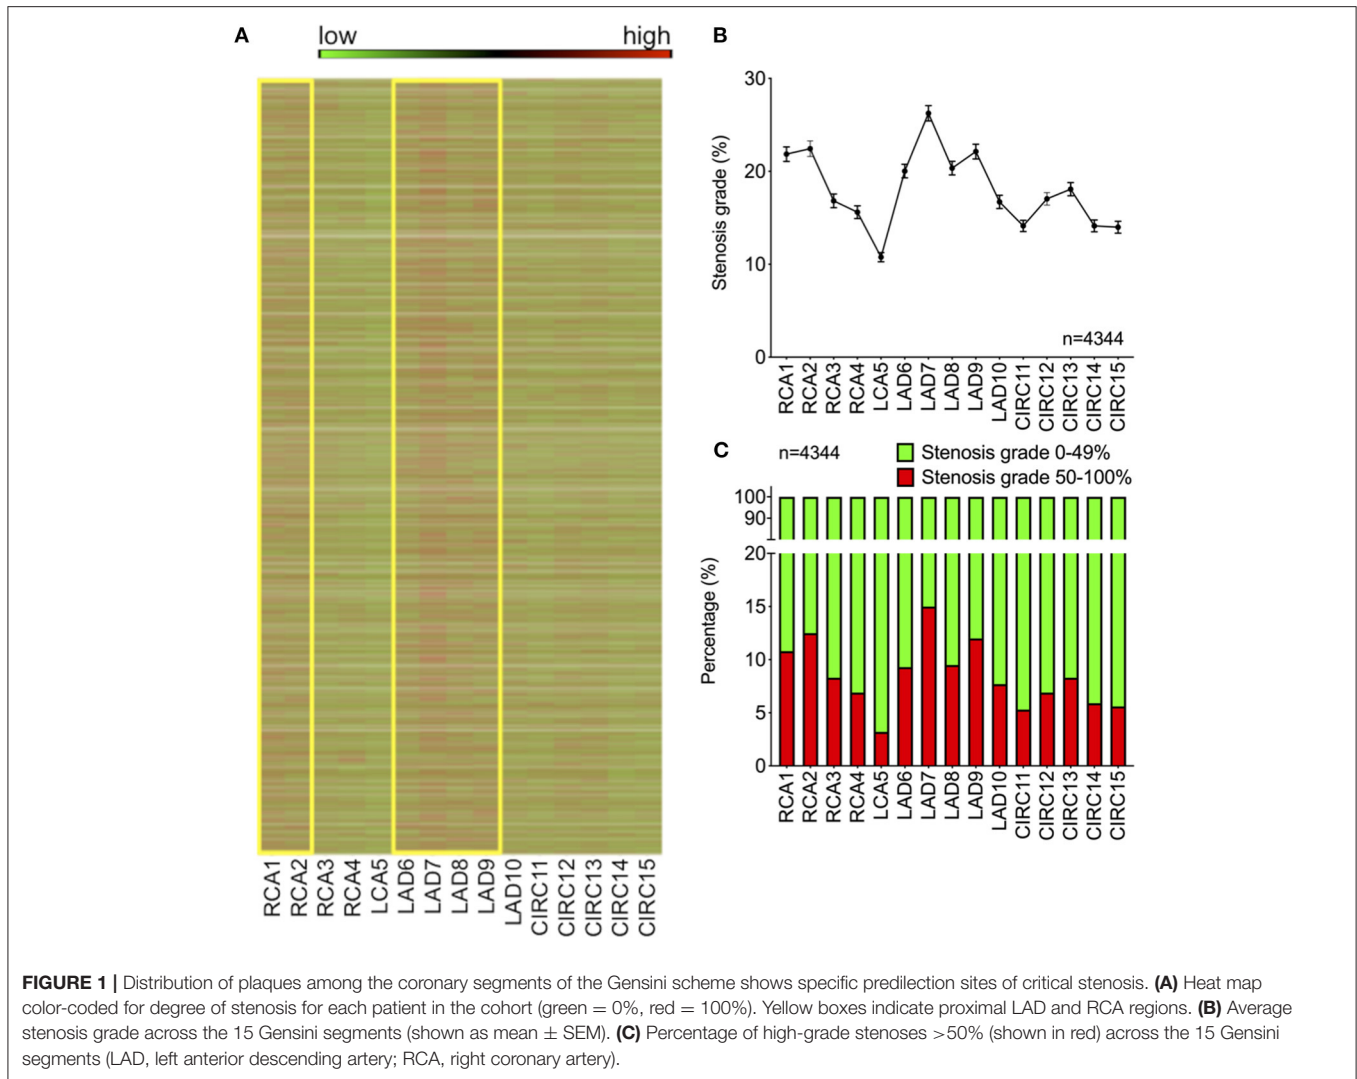 A
low high
RCA1
RCA2
RCA3
RCA4
LCA5
LAD6
LAD7
LAD8
LAD9
LAD10
CIRC11
CIRC12
CIRC13
CIRC14
CIRC15
B
Stenosis grade (%)
30
20
10
0
n=4344
RCA1
RCA2
RCA3
RCA4
LCA5
LAD6
LAD7
LAD8
LAD9
LAD10
CIRC11
CIRC12
CIRC13
CIRC14
CIRC15
C
n=4344
Stenosis grade 0-49%
Stenosis grade 50-100%
Percentage (%)
100
90
20
15
10
5
0
RCA1
RCA2
RCA3
RCA4
LCA5
LAD6
LAD7
LAD8
LAD9
LAD10
CIRC11
CIRC12
CIRC13
CIRC14
CIRC15
FIGURE 1 | Distribution of plaques among the coronary segments of the Gensini scheme shows specific predilection sites of critical stenosis. (A) Heat map
color-coded for degree of stenosis for each patient in the cohort (green = 0%, red = 100%). Yellow boxes indicate proximal LAD and RCA regions. (B) Average
stenosis grade across the 15 Gensini segments (shown as mean ± SEM). (C) Percentage of high-grade stenoses >50% (shown in red) across the 15 Gensini
segments (LAD, left anterior descending artery; RCA, right coronary artery).